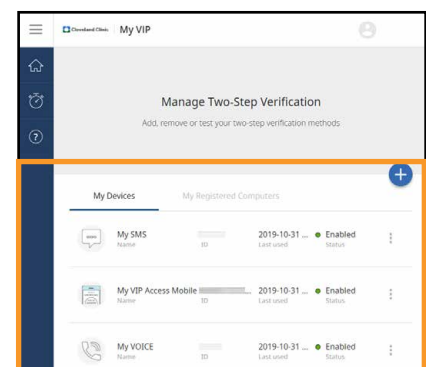 Cleveland Clinic My VIP
Manage Two-Step Verification
Add, remove or test your two-step verification methods
My Devices My Registered Computers
My SMS 2019-10-31 ... Enabled
Name ID Last used Status
My VIP Access Mobile ... 2019-10-31 ... Enabled
Name ID Last used Status
My VOICE 2019-10-31 ... Enabled
Name ID Last used Status